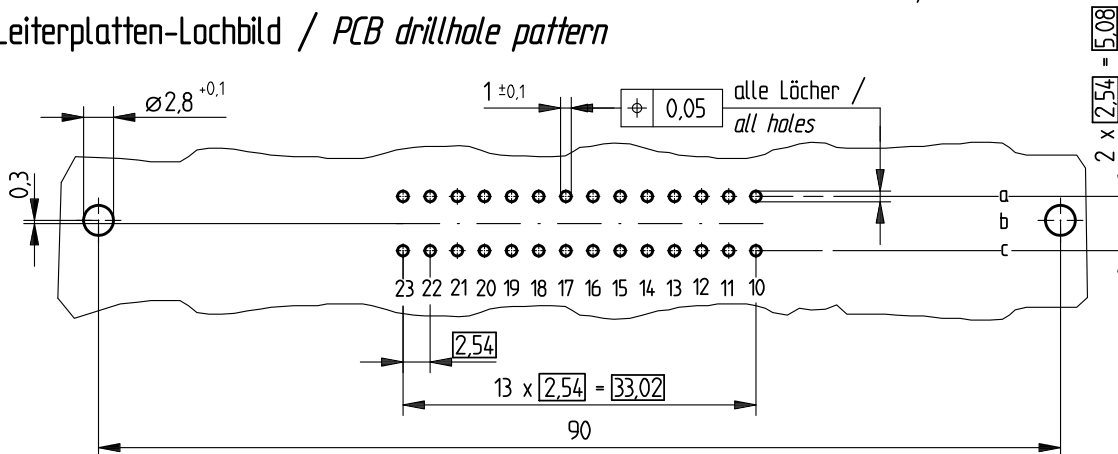 Leiterplatten-Lochbild / PCB drillhole pattern
2 x 2,54 = 5,08
⌀2,8 +0,1
1 ±0,1
⌖ 0,05
alle Löcher /
all holes
0,3
a
b
c
23 22 21 20 19 18 17 16 15 14 13 12 11 10
2,54
13 x 2,54 = 33,02
90